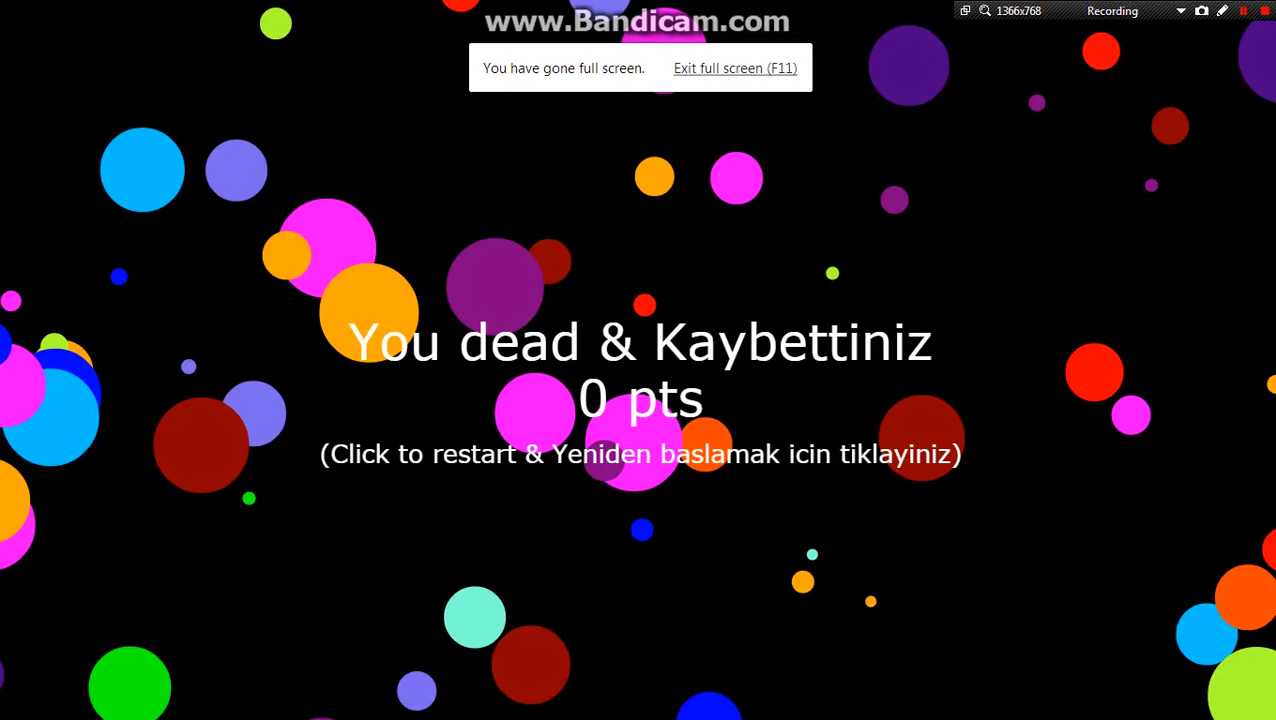 www.Bandicam.com
1366x768 Recording
You have gone full screen. Exit full screen (F11)
You dead & Kaybettiniz
0 pts
(Click to restart & Yeniden baslamak icin tiklayiniz)